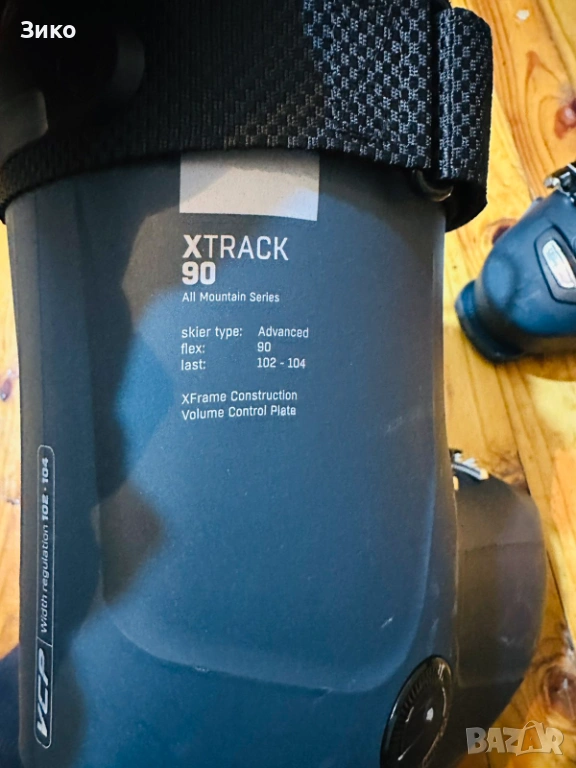 Зико
XTRACK
90
All Mountain Series
skier type: Advanced
flex: 90
last: 102 - 104
XFrame Construction
Volume Control Plate
VCP Width regulation 102 - 104
BAZAR